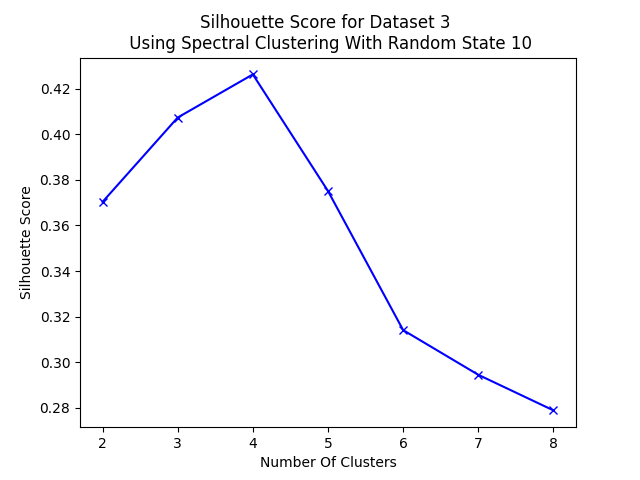 Silhouette Score for Dataset 3
Using Spectral Clustering With Random State 10
Silhouette Score
0.42
0.40
0.38
0.36
0.34
0.32
0.30
0.28
2 3 4 5 6 7 8
Number Of Clusters